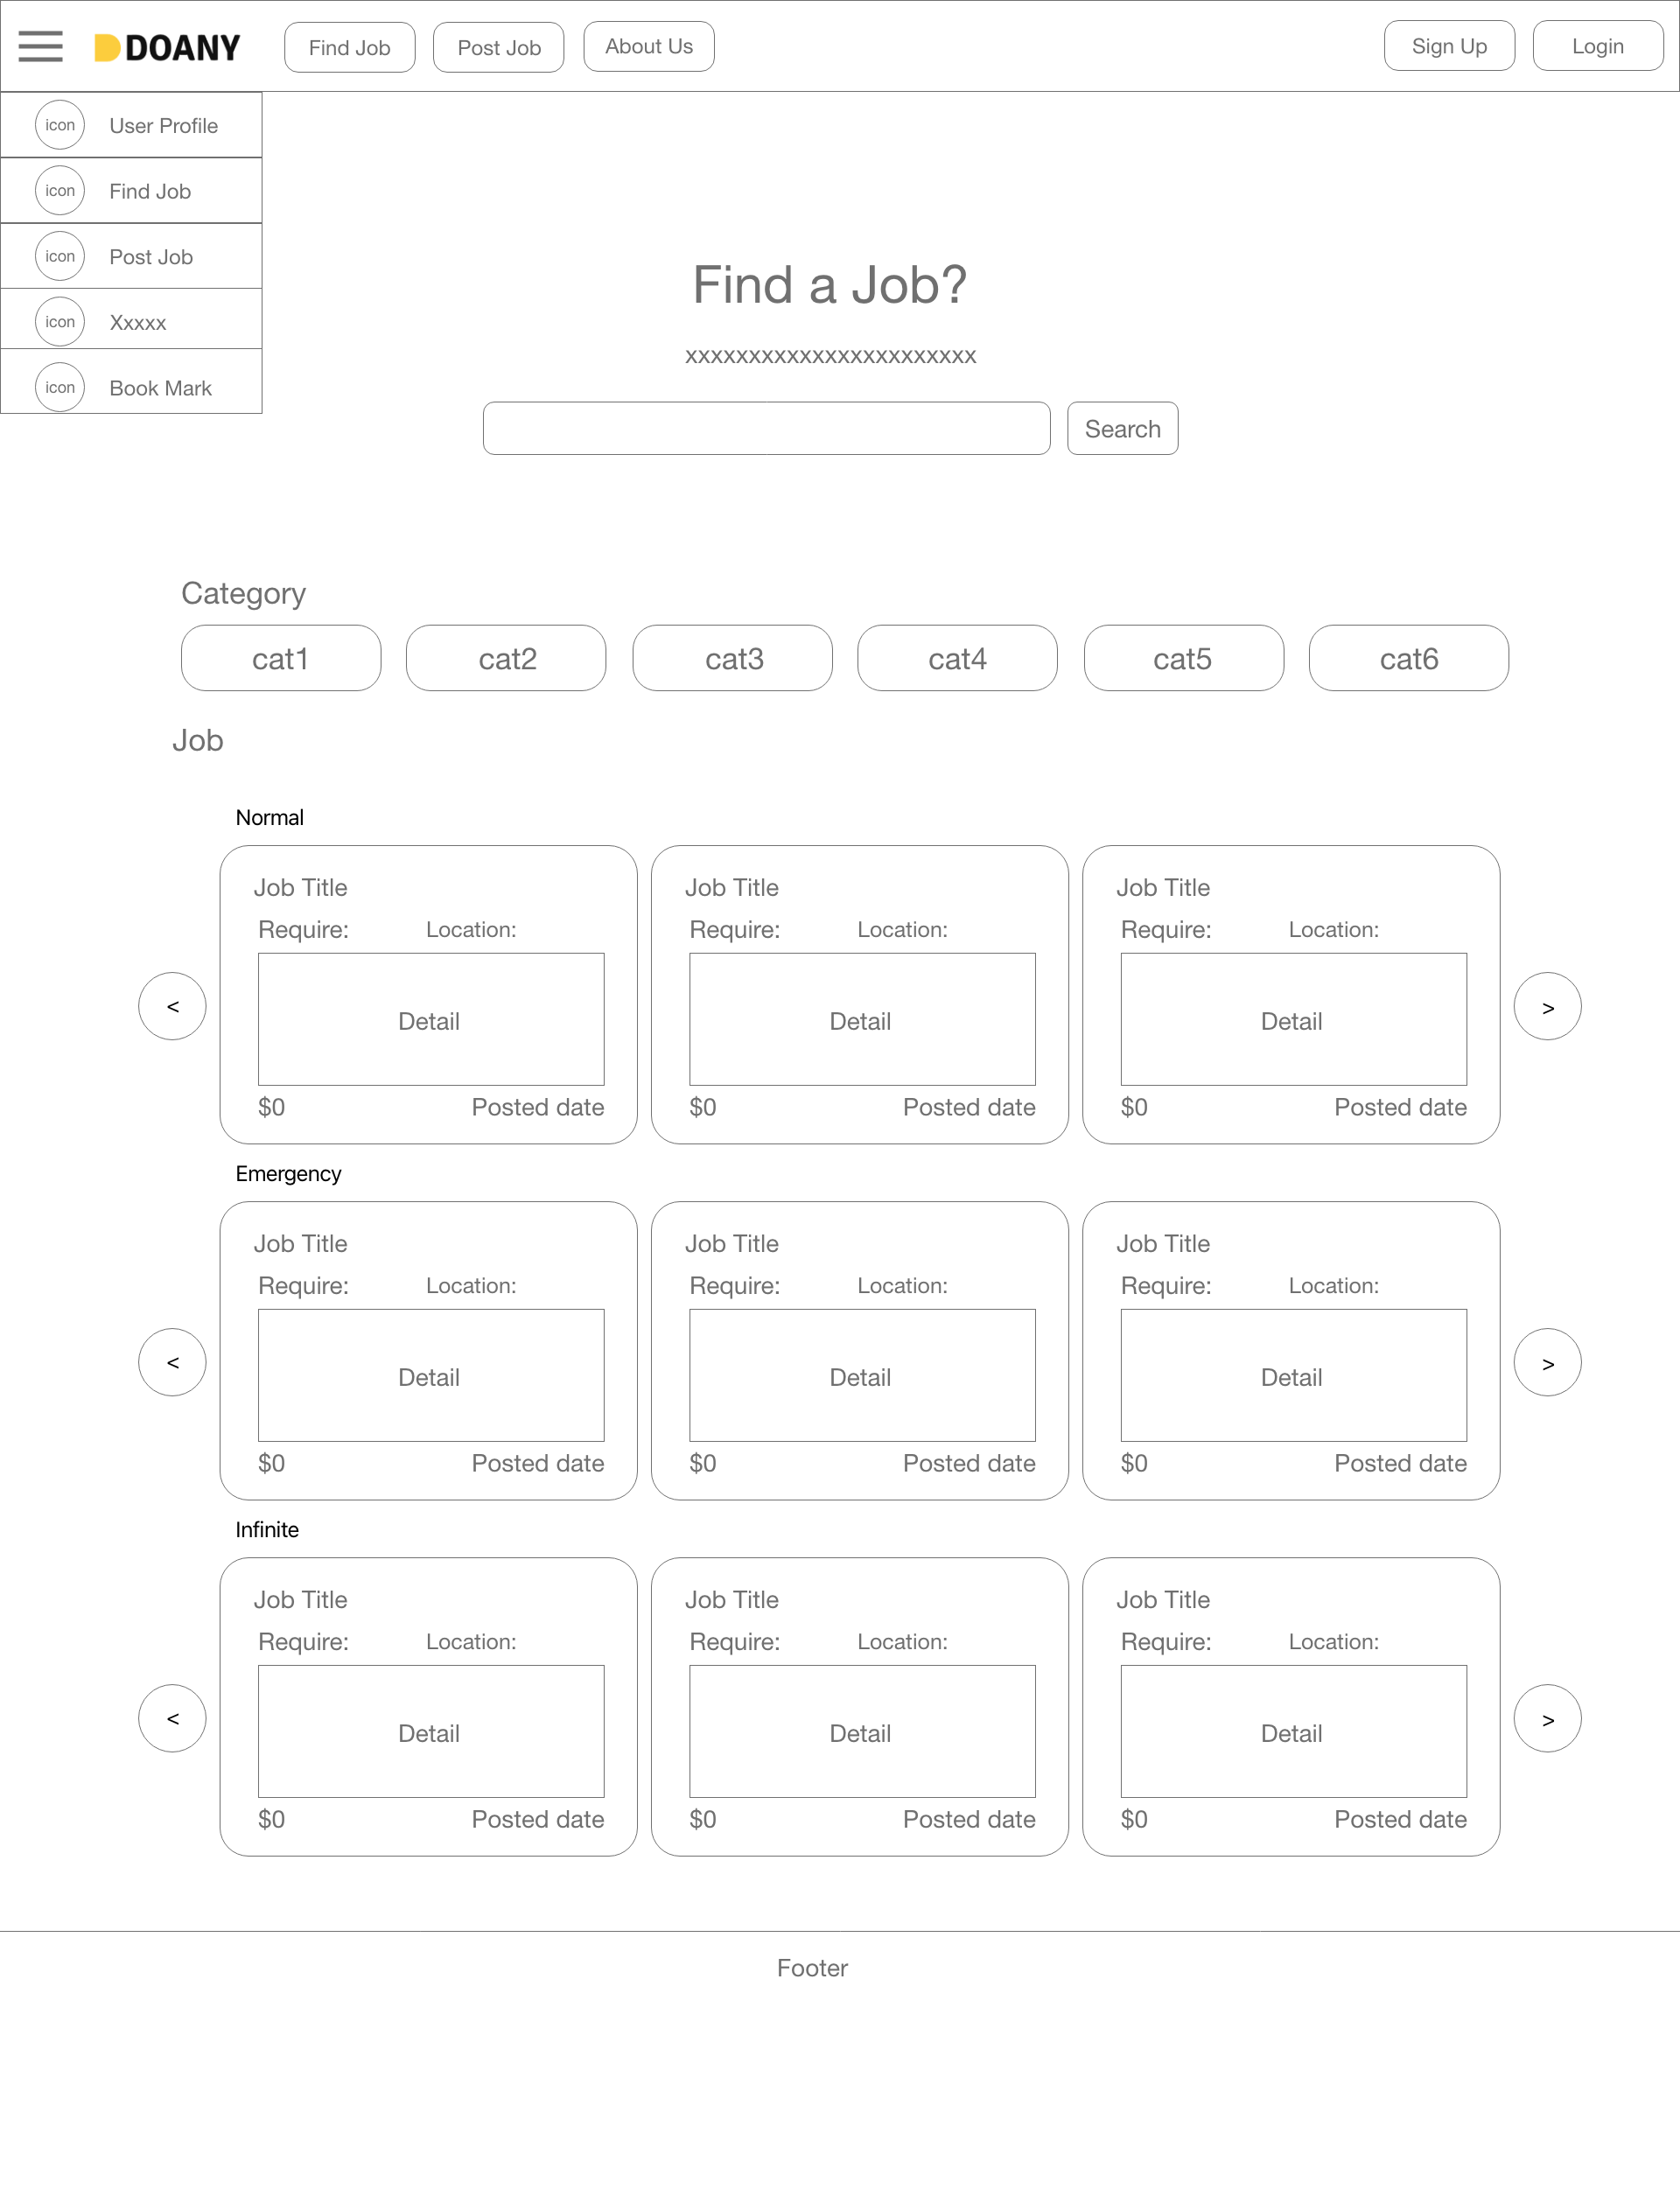 DOANY
Find Job
Post Job
About Us
Sign Up
Login
icon User Profile
icon Find Job
icon Post Job
icon Xxxxx
icon Book Mark
Find a Job?
xxxxxxxxxxxxxxxxxxxxxxx
Search
Category
cat1
cat2
cat3
cat4
cat5
cat6
Job
Normal
<
Job Title
Require: Location:
Detail
$0 Posted date
Job Title
Require: Location:
Detail
$0 Posted date
Job Title
Require: Location:
Detail
$0 Posted date
>
Emergency
<
Job Title
Require: Location:
Detail
$0 Posted date
Job Title
Require: Location:
Detail
$0 Posted date
Job Title
Require: Location:
Detail
$0 Posted date
>
Infinite
<
Job Title
Require: Location:
Detail
$0 Posted date
Job Title
Require: Location:
Detail
$0 Posted date
Job Title
Require: Location:
Detail
$0 Posted date
>
Footer